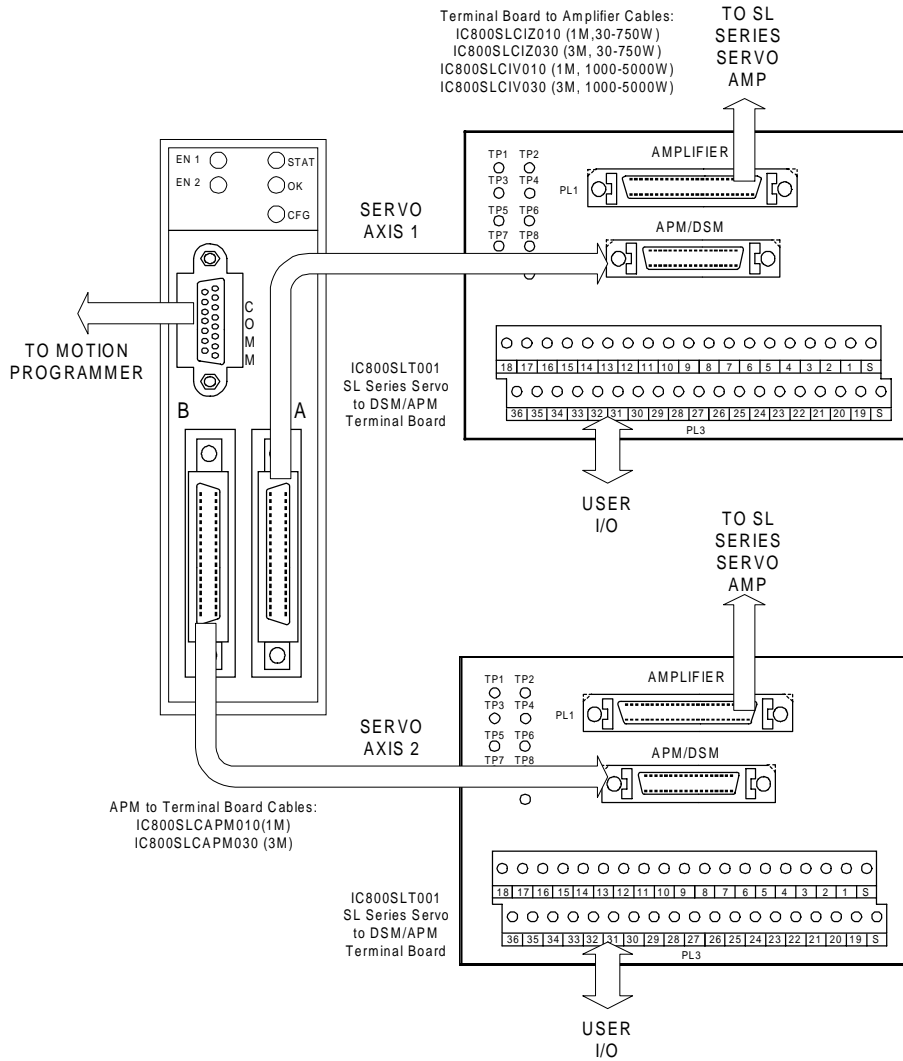 Terminal Board to Amplifier Cables:
IC800SLCIZ010 (1M,30-750W)
IC800SLCIZ030 (3M, 30-750W)
IC800SLCIV010 (1M, 1000-5000W)
IC800SLCIV030 (3M, 1000-5000W)
TO SL
SERIES
SERVO
AMP
EN 1
STAT
EN 2
OK
CFG
COMM
TO MOTION
PROGRAMMER
B
A
SERVO
AXIS 1
TP1 TP2
TP3 TP4
TP5 TP6
TP7 TP8
AMPLIFIER
PL1
APM/DSM
IC800SLT001
SL Series Servo
to DSM/APM
Terminal Board
18 17 16 15 14 13 12 11 10 9 8 7 6 5 4 3 2 1 S
36 35 34 33 32 31 30 29 28 27 26 25 24 23 22 21 20 19 S
PL3
USER
I/O
TO SL
SERIES
SERVO
AMP
SERVO
AXIS 2
TP1 TP2
TP3 TP4
TP5 TP6
TP7 TP8
AMPLIFIER
PL1
APM/DSM
APM to Terminal Board Cables:
IC800SLCAPM010(1M)
IC800SLCAPM030 (3M)
IC800SLT001
SL Series Servo
to DSM/APM
Terminal Board
18 17 16 15 14 13 12 11 10 9 8 7 6 5 4 3 2 1 S
36 35 34 33 32 31 30 29 28 27 26 25 24 23 22 21 20 19 S
PL3
USER
I/O